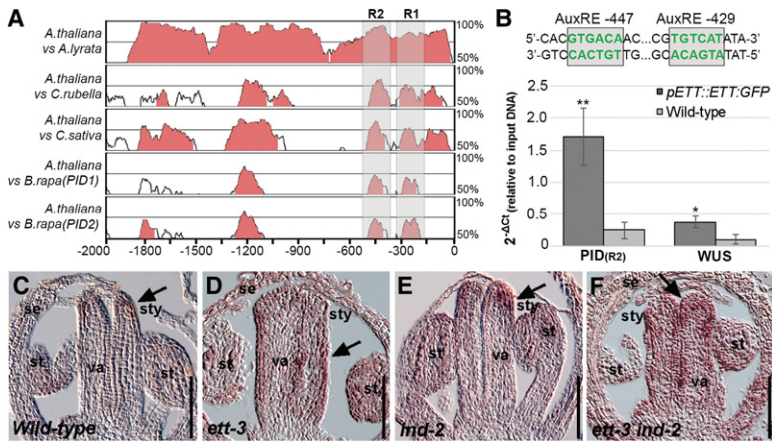 A
R2
R1
A.thaliana
vs A.lyrata
100%
50%
A.thaliana
vs C.rubella
100%
50%
A.thaliana
vs C.sativa
100%
50%
A.thaliana
vs B.rapa(PID1)
100%
50%
A.thaliana
vs B.rapa(PID2)
100%
50%
-2000
-1500
-1200
-900
-600
-300
0
B
AuxRE -447
AuxRE -429
5'-CACGTGACAAC...CGTGTCATATA-3'
3'-GTCCACTGTTG...GCACAGTATAT-5'
2-ΔCt (relative to input DNA)
2.5
2.0
1.5
1.0
0.5
0
**
*
pETT::ETT:GFP
Wild-type
PID(R2)
WUS
C
se
sty
st
va
st
Wild-type
D
se
sty
st
va
st
ett-3
E
sty
st
va
st
ind-2
F
se
sty
st
va
ett-3 ind-2